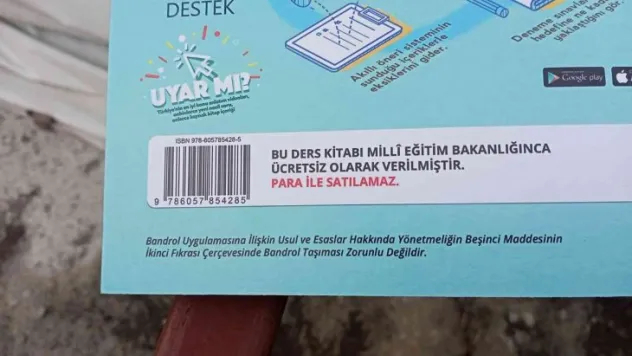 DESTEK
UYAR MI?
Akıllı öneri sisteminin
sunduğu içeriklerle
eksiklerini gider.
Deneme sınavları
hedefine ne ka
yaklaştığını gör.
Google play
ISBN 978-605785428-5
9 786057 854285
BU DERS KİTABI MİLLÎ EĞİTİM BAKANLIĞINCA
ÜCRETSİZ OLARAK VERİLMİŞTİR.
PARA İLE SATILAMAZ.
Bandrol Uygulamasına İlişkin Usul ve Esaslar Hakkında Yönetmeliğin Beşinci Maddesinin
İkinci Fıkrası Çerçevesinde Bandrol Taşıması Zorunlu Değildir.